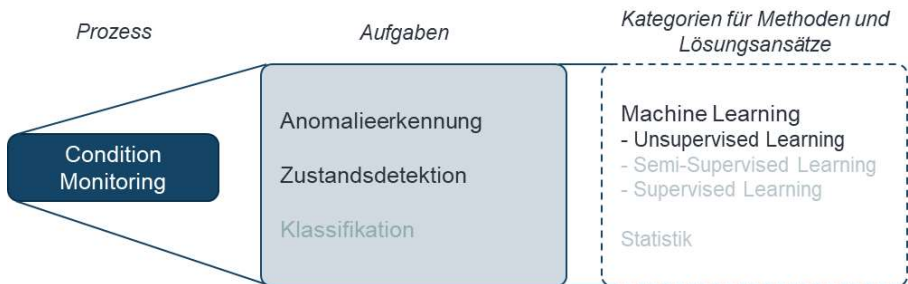 Prozess
Aufgaben
Kategorien für Methoden und
Lösungsansätze
Condition
Monitoring
Anomalieerkennung
Zustandsdetektion
Klassifikation
Machine Learning
- Unsupervised Learning
- Semi-Supervised Learning
- Supervised Learning
Statistik